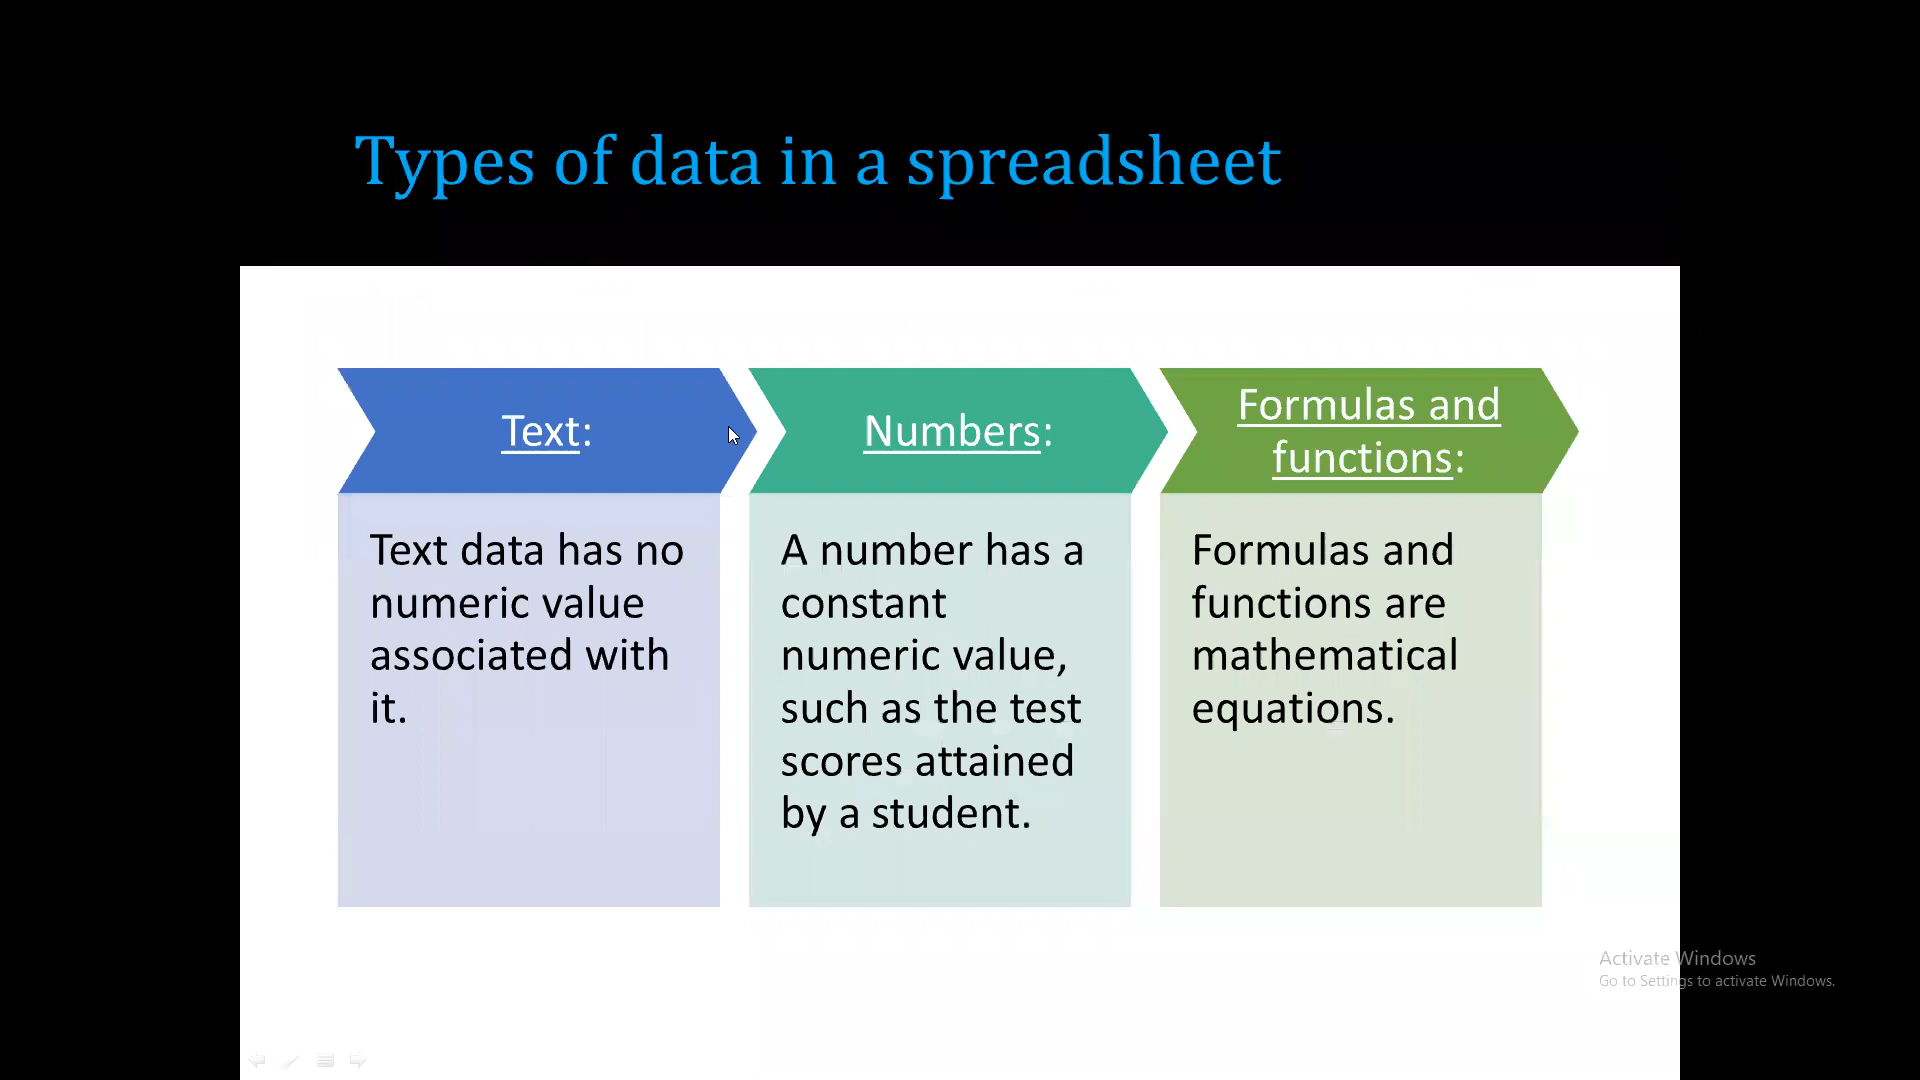 Types of data in a spreadsheet
Text:
Text data has no
numeric value
associated with
it.
Numbers:
A number has a
constant
numeric value,
such as the test
scores attained
by a student.
Formulas and
functions:
Formulas and
functions are
mathematical
equations.
Activate Windows
Go to Settings to activate Windows.